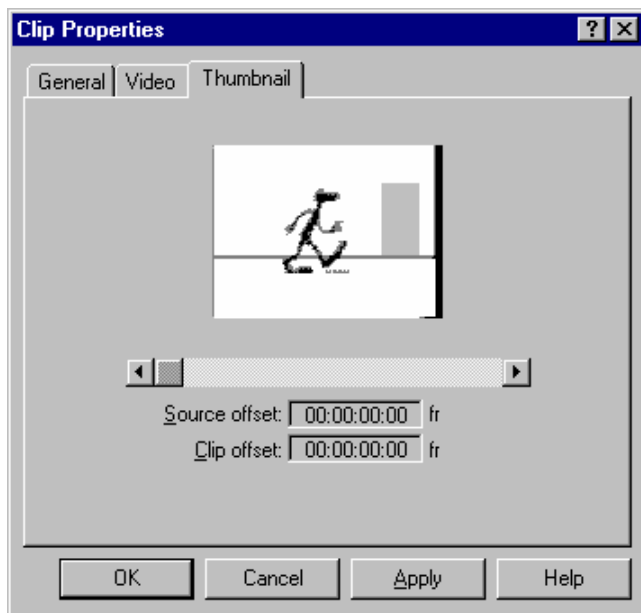 Clip Properties
General Video Thumbnail
Source offset: 00:00:00:00 fr
Clip offset: 00:00:00:00 fr
OK Cancel Apply Help